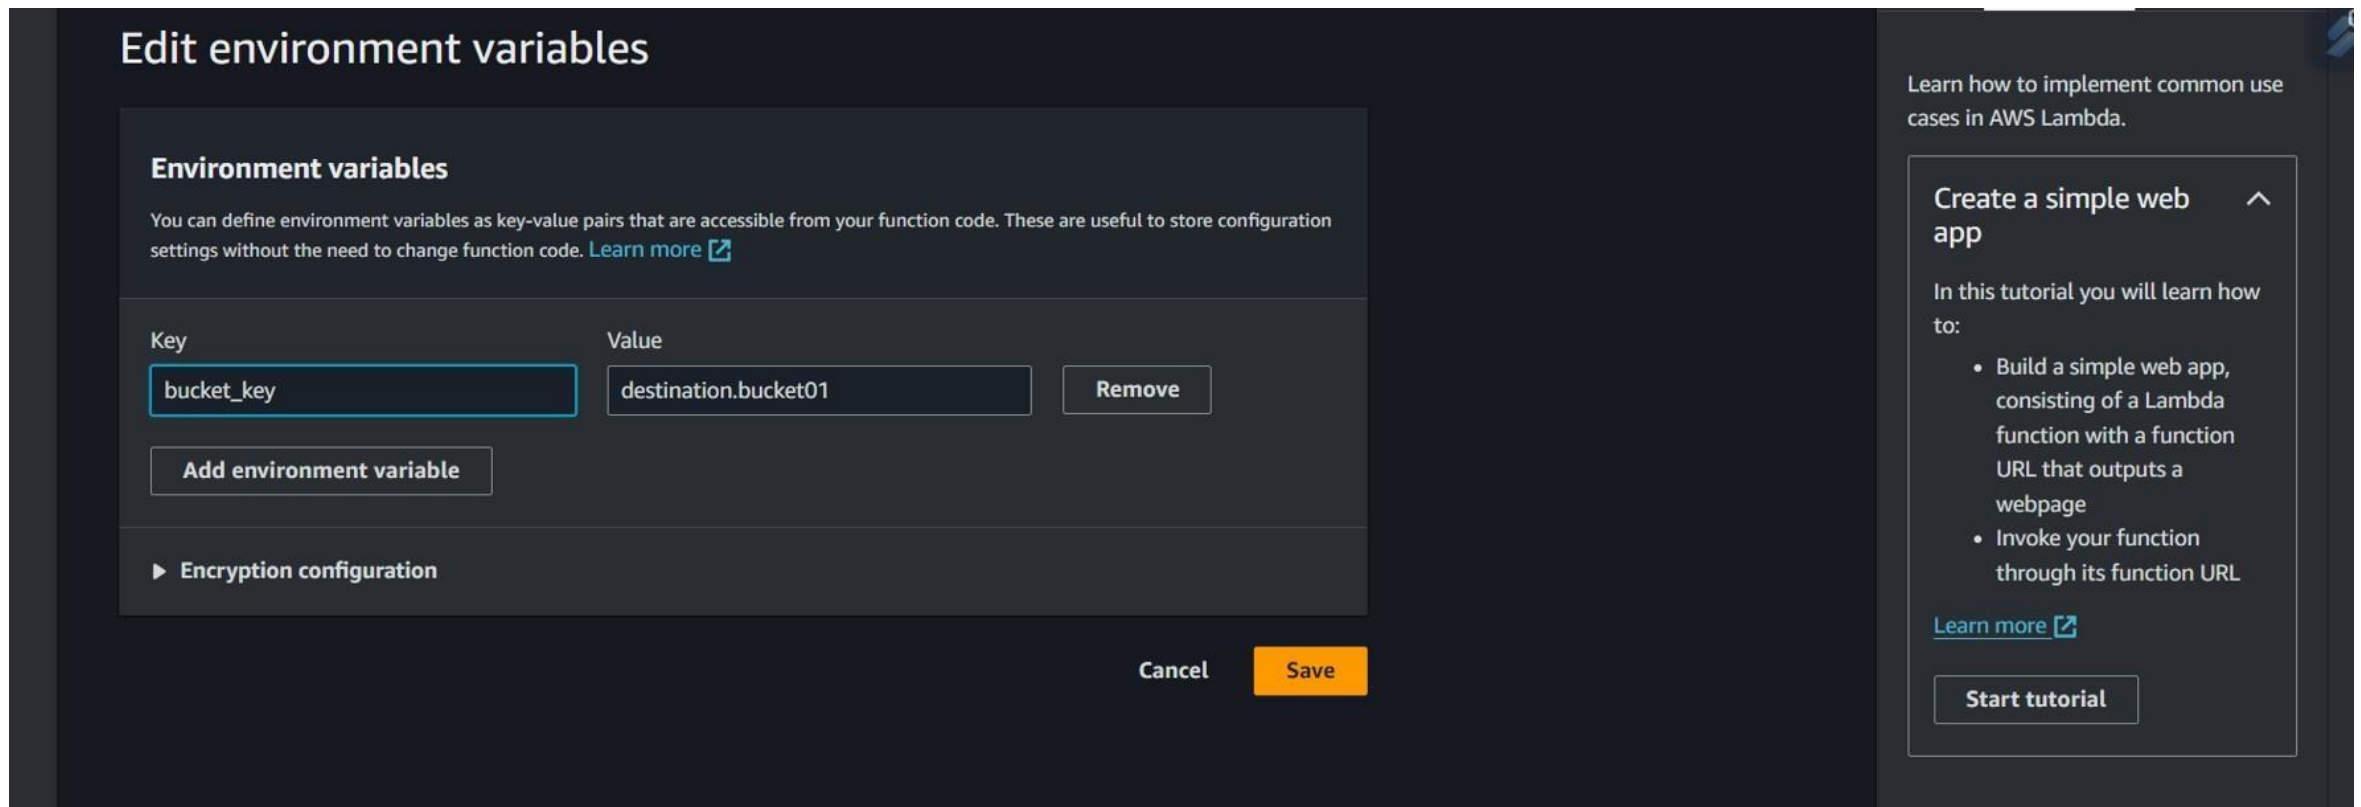 Edit environment variables
Environment variables
You can define environment variables as key-value pairs that are accessible from your function code. These are useful to store configuration
settings without the need to change function code. Learn more
Key
Value
bucket_key
destination.bucket01
Remove
Add environment variable
Encryption configuration
Cancel
Save
Learn how to implement common use
cases in AWS Lambda.
Create a simple web
app
In this tutorial you will learn how
to:
• Build a simple web app,
consisting of a Lambda
function with a function
URL that outputs a
webpage
• Invoke your function
through its function URL
Learn more
Start tutorial